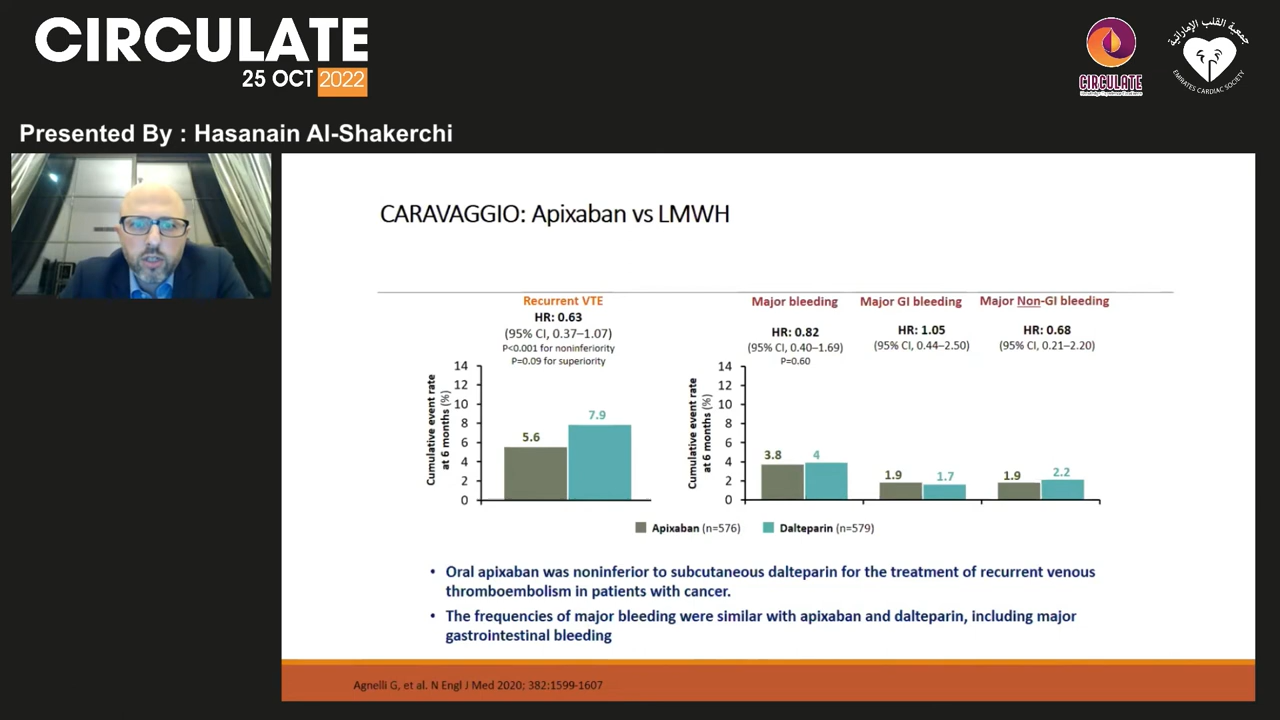 CIRCULATE
25 OCT 2022
CIRCULATE
جمعية القلب الإماراتية
EMIRATES CARDIAC SOCIETY
Presented By : Hasanain Al-Shakerchi
CARAVAGGIO: Apixaban vs LMWH
Recurrent VTE
HR: 0.63
(95% CI, 0.37–1.07)
P<0.001 for noninferiority
P=0.09 for superiority
Cumulative event rate
at 6 months (%)
14
12
10
8
6
4
2
0
5.6
7.9
Major bleeding
HR: 0.82
(95% CI, 0.40–1.69)
P=0.60
Major GI bleeding
HR: 1.05
(95% CI, 0.44–2.50)
Major Non-GI bleeding
HR: 0.68
(95% CI, 0.21–2.20)
Cumulative event rate
at 6 months (%)
14
12
10
8
6
4
2
0
3.8
4
1.9
1.7
1.9
2.2
Apixaban (n=576)
Dalteparin (n=579)
• Oral apixaban was noninferior to subcutaneous dalteparin for the treatment of recurrent venous
thromboembolism in patients with cancer.
• The frequencies of major bleeding were similar with apixaban and dalteparin, including major
gastrointestinal bleeding
Agnelli G, et al. N Engl J Med 2020; 382:1599-1607